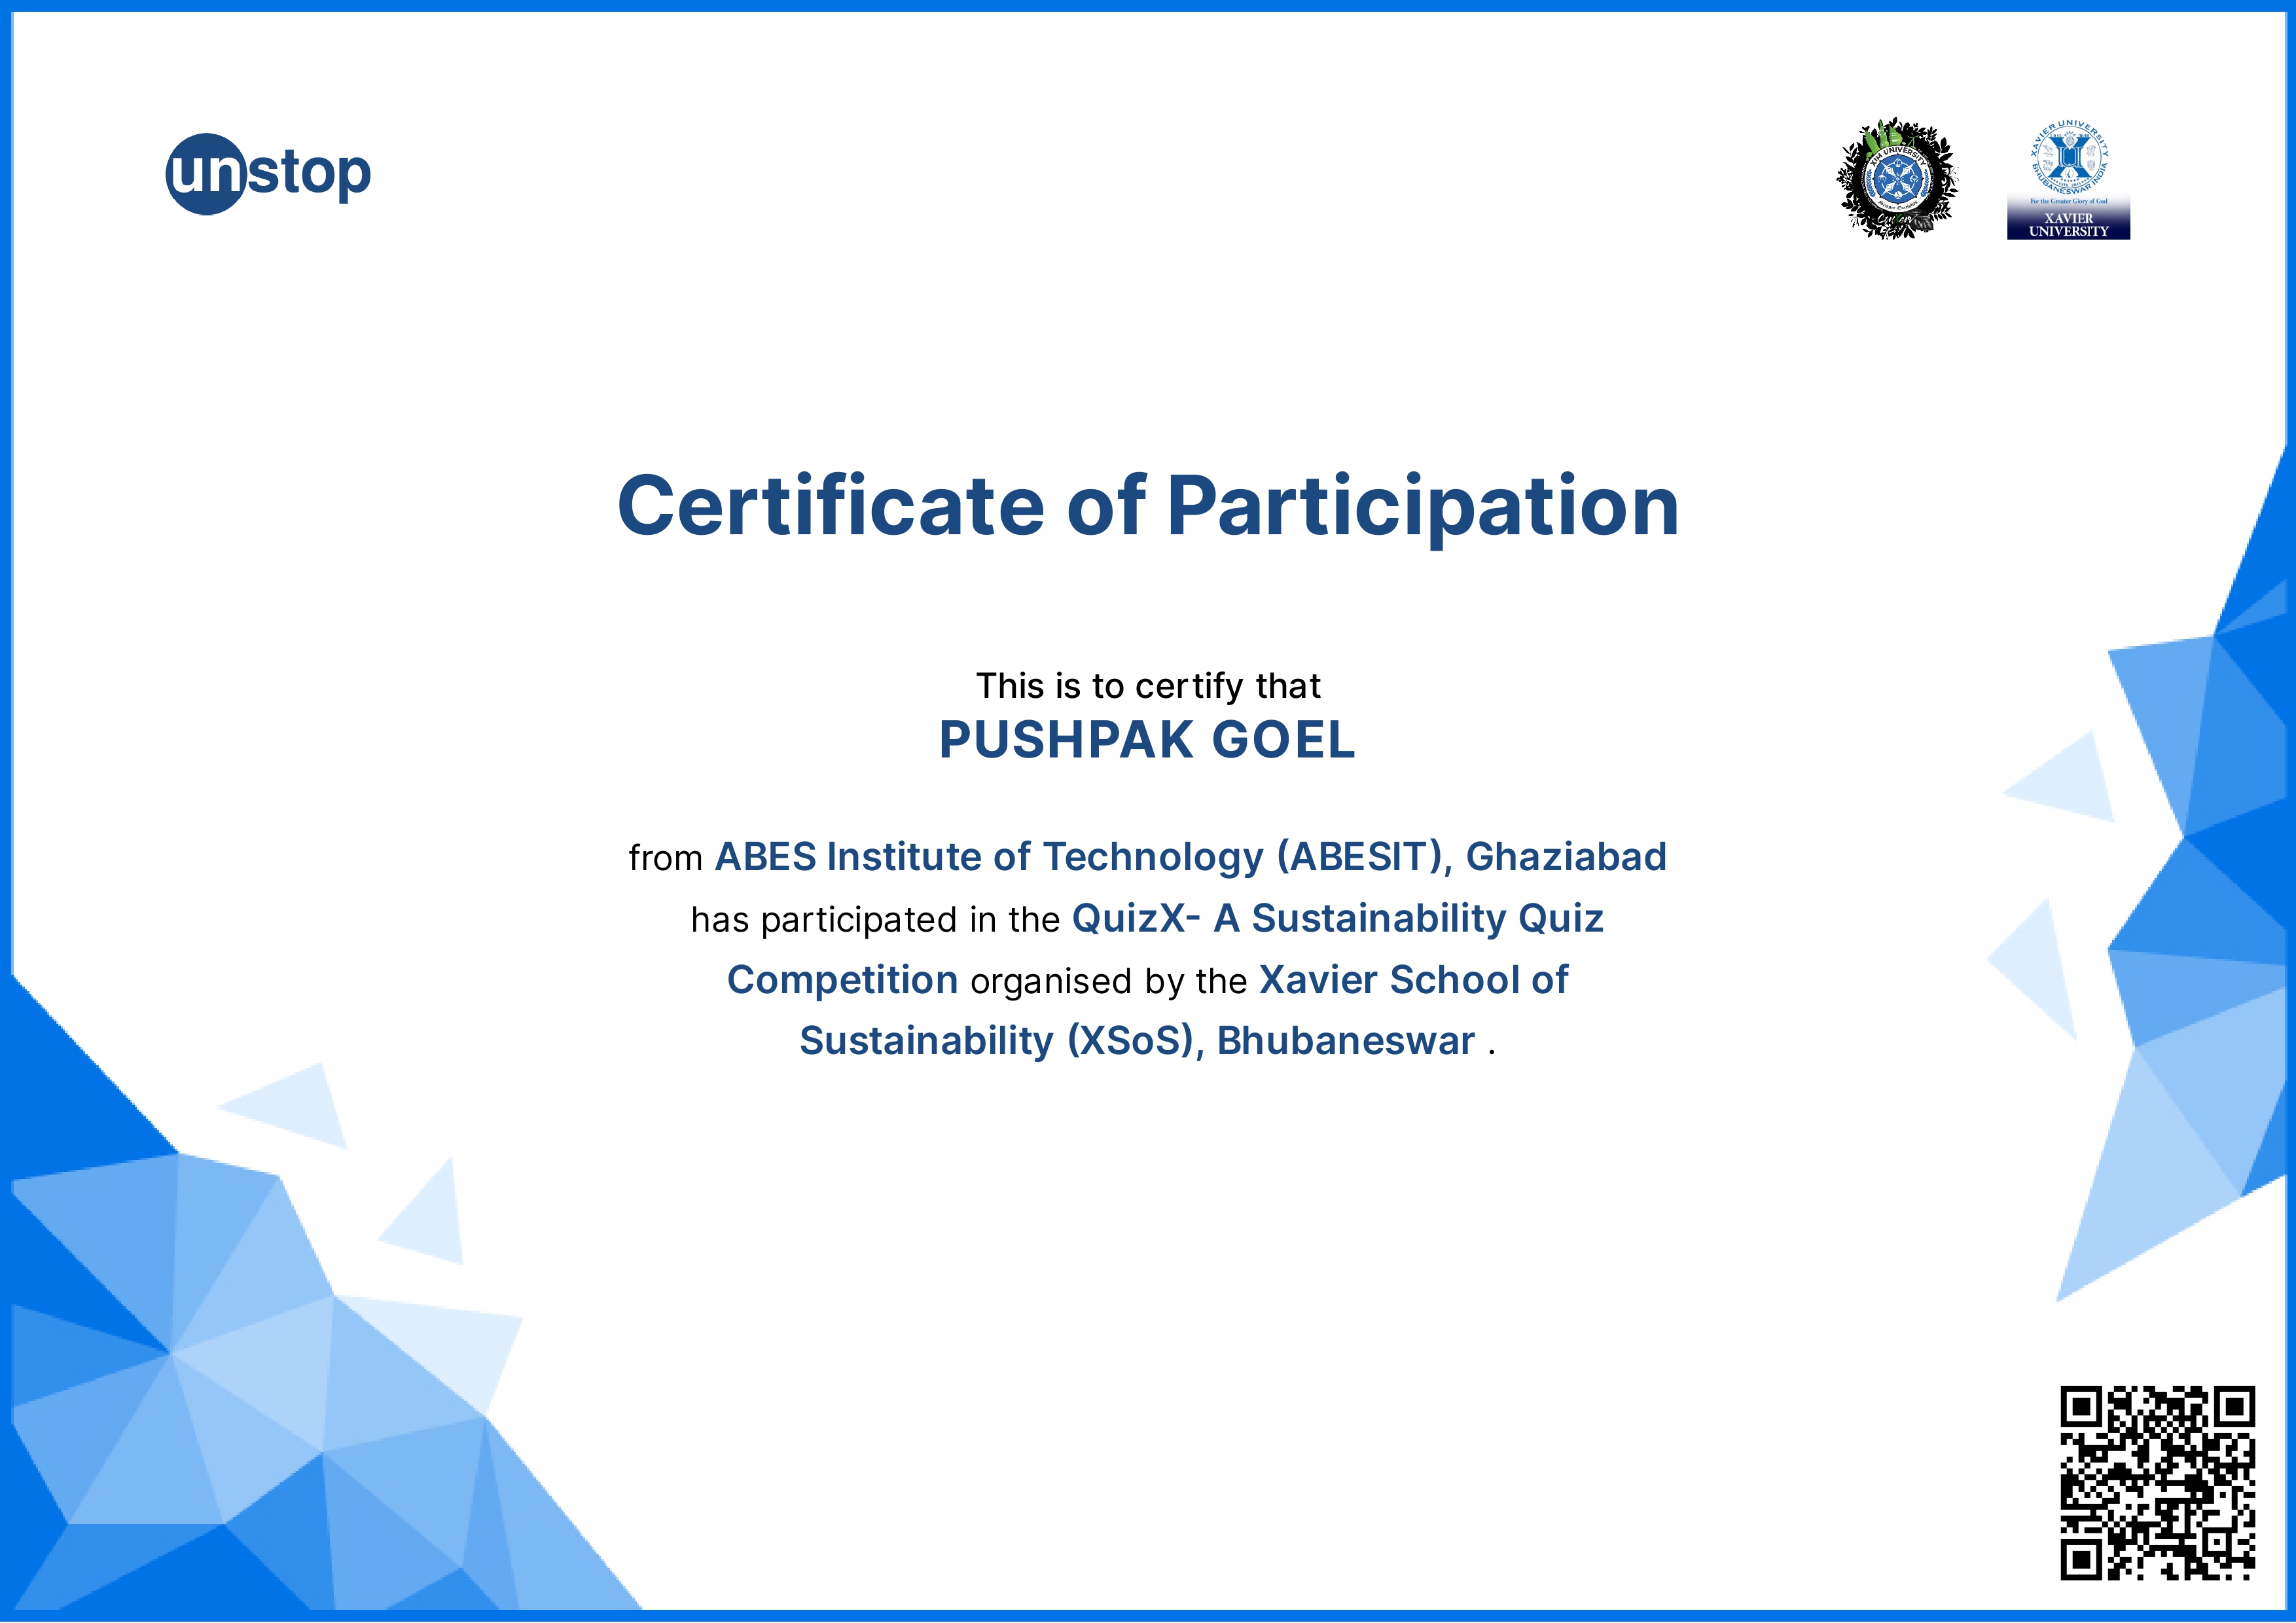 unstop
XIM UNIVERSITY
XAVIER UNIVERSITY
BHUBANESWAR INDIA
For the Greater Glory of God
XAVIER
UNIVERSITY
Certificate of Participation
This is to certify that
PUSHPAK GOEL
from ABES Institute of Technology (ABESIT), Ghaziabad
has participated in the QuizX- A Sustainability Quiz
Competition organised by the Xavier School of
Sustainability (XSoS), Bhubaneswar .